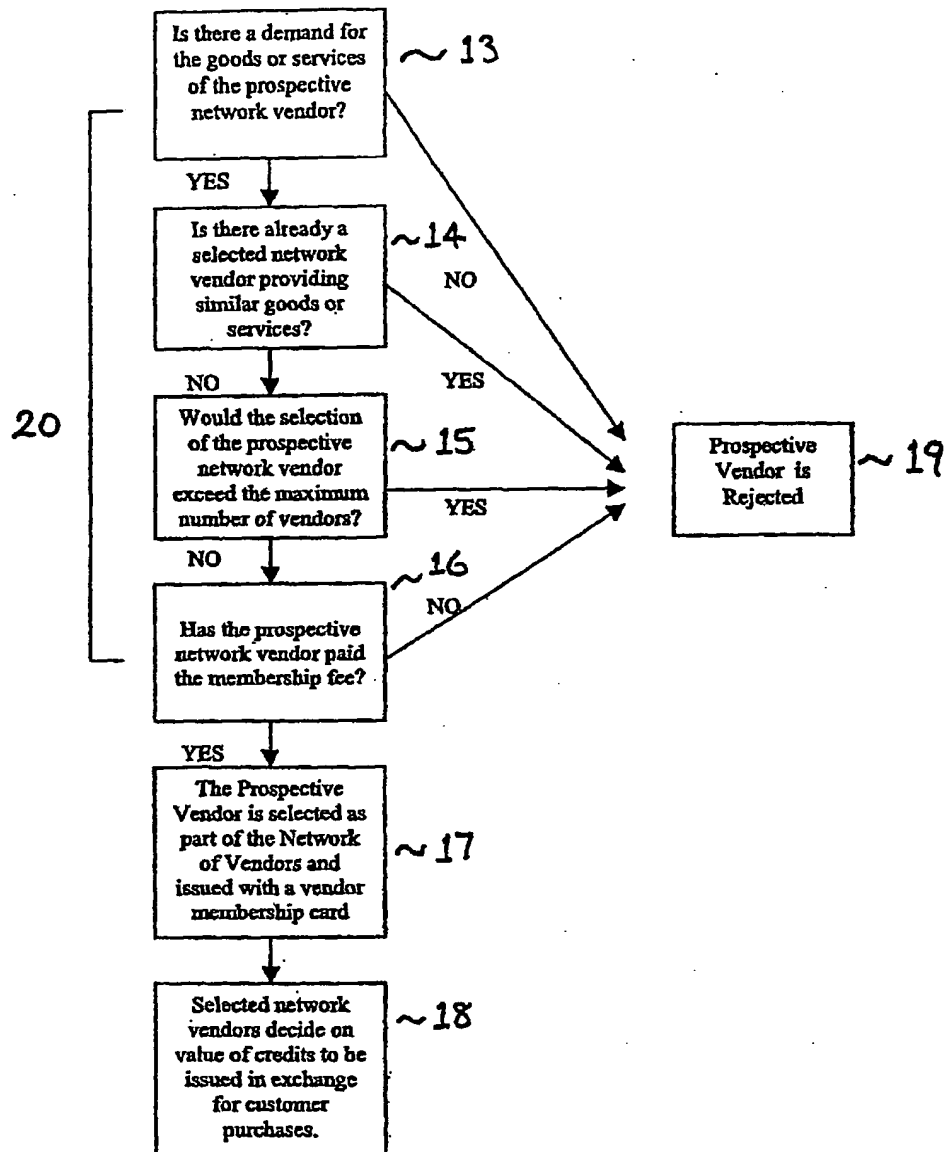 Is there a demand for
the goods or services
of the prospective
network vendor?
~ 13
YES
Is there already a
selected network
vendor providing
similar goods or
services?
~ 14
NO
NO
YES
Would the selection
of the prospective
network vendor
exceed the maximum
number of vendors?
~ 15
YES
20
Prospective
Vendor is
Rejected
~ 19
NO
~ 16
NO
Has the prospective
network vendor paid
the membership fee?
YES
The Prospective
Vendor is selected as
part of the Network
of Vendors and
issued with a vendor
membership card
~ 17
Selected network
vendors decide on
value of credits to be
issued in exchange
for customer
purchases.
~ 18